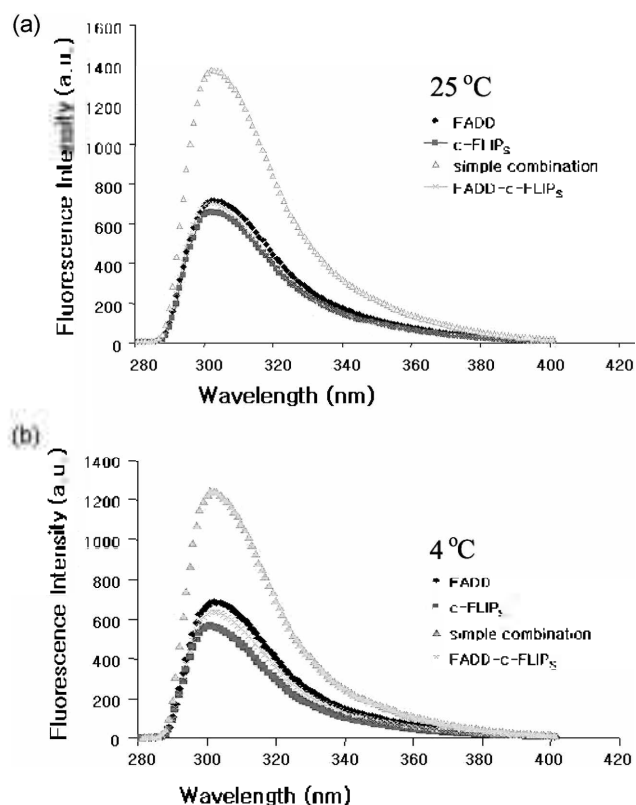 (a)
Fluorescence Intensity (a.u.)
1600
1400
1200
1000
800
600
400
200
0
25 °C
FADD
c-FLIPs
simple combination
FADD-c-FLIPs
280 300 320 340 360 380 400 420
Wavelength (nm)
(b)
Fluorescence Intensity (a.u.)
1400
1200
1000
800
600
400
200
0
4 °C
FADD
c-FLIPs
simple combination
FADD-c-FLIPs
280 300 320 340 360 380 400 420
Wavelength (nm)